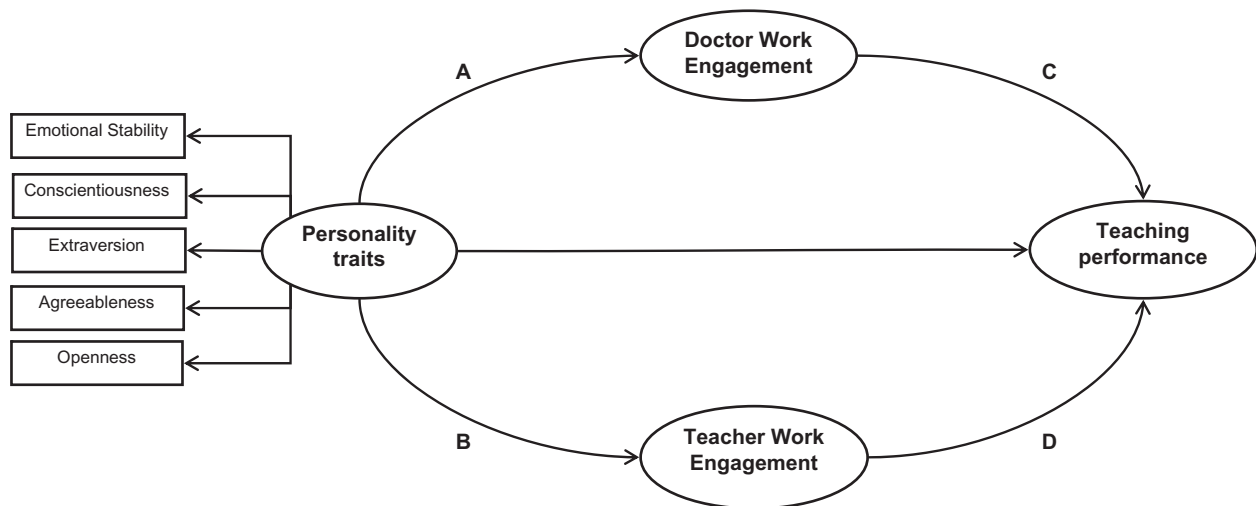 Doctor Work
Engagement
A
C
Emotional Stability
Conscientiousness
Extraversion
Agreeableness
Openness
Personality
traits
Teaching
performance
B
D
Teacher Work
Engagement